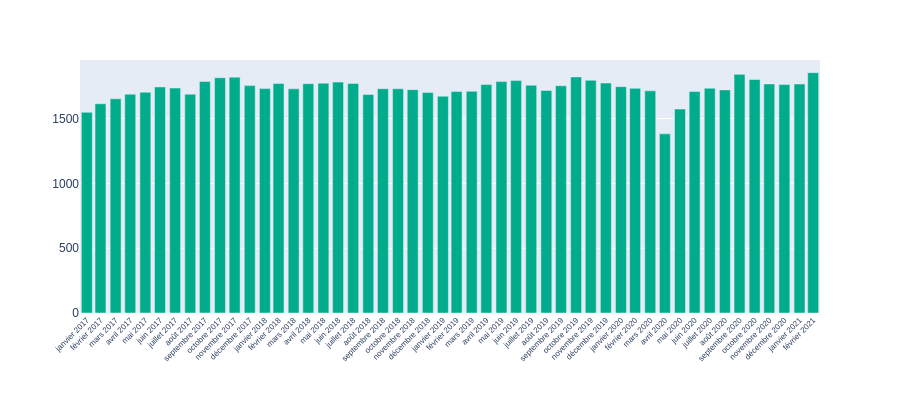 1500
1000
500
0
janvier 2017
février 2017
mars 2017
avril 2017
mai 2017
juin 2017
juillet 2017
août 2017
septembre 2017
octobre 2017
novembre 2017
décembre 2017
janvier 2018
février 2018
mars 2018
avril 2018
mai 2018
juin 2018
juillet 2018
août 2018
septembre 2018
octobre 2018
novembre 2018
décembre 2018
janvier 2019
février 2019
mars 2019
avril 2019
mai 2019
juin 2019
juillet 2019
août 2019
septembre 2019
octobre 2019
novembre 2019
décembre 2019
janvier 2020
février 2020
mars 2020
avril 2020
mai 2020
juin 2020
juillet 2020
août 2020
septembre 2020
octobre 2020
novembre 2020
décembre 2020
janvier 2021
février 2021